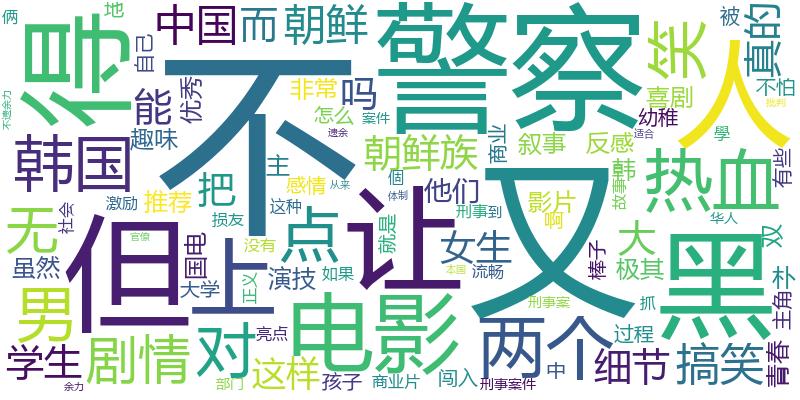 俩
地
中国
而
朝鲜
警察
笑
人
真的
被
得
不
自己
能
优秀
非常
吗
怎么
案件
不遗余力
趣味
遗余
商业
叙事
反感
喜剧
不怕
批判
幼稚
適合
學
韩国
把
主
朝鲜族
韩
热血
有些
推荐
感情
從来
個
他们
影片
啊
故事
激励
损友
这种
体制
刑事
到
华人
社会
无
但
上
点
让
又
女生
就是
大
双
官僚
国电
没有
流畅
棒子
极其
黑
虽然
大学
正义
演技
如果
本国
刑事案
抓
主角
男
电影
两个
过程
学生
剧情
对
亮点
这样
孩子
商业片
闯入
中
细节
搞笑
青春
余力
部门
刑事案件